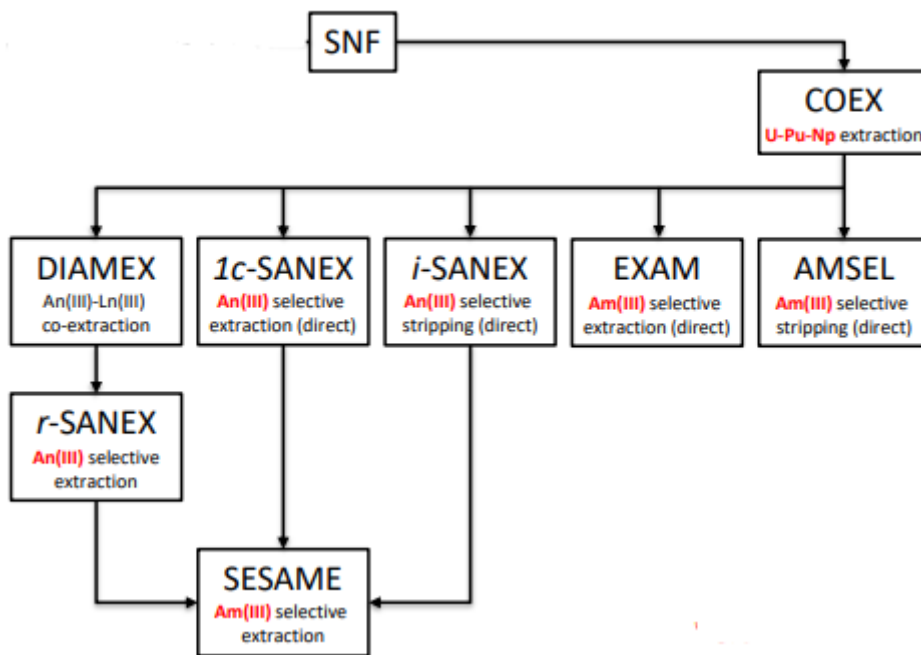 SNF
COEX
U-Pu-Np extraction
DIAMEX
An(III)-Ln(III)
co-extraction
1c-SANEX
An(III) selective
extraction (direct)
i-SANEX
An(III) selective
stripping (direct)
EXAM
Am(III) selective
extraction (direct)
AMSEL
Am(III) selective
stripping (direct)
r-SANEX
An(III) selective
extraction
SESAME
Am(III) selective
extraction